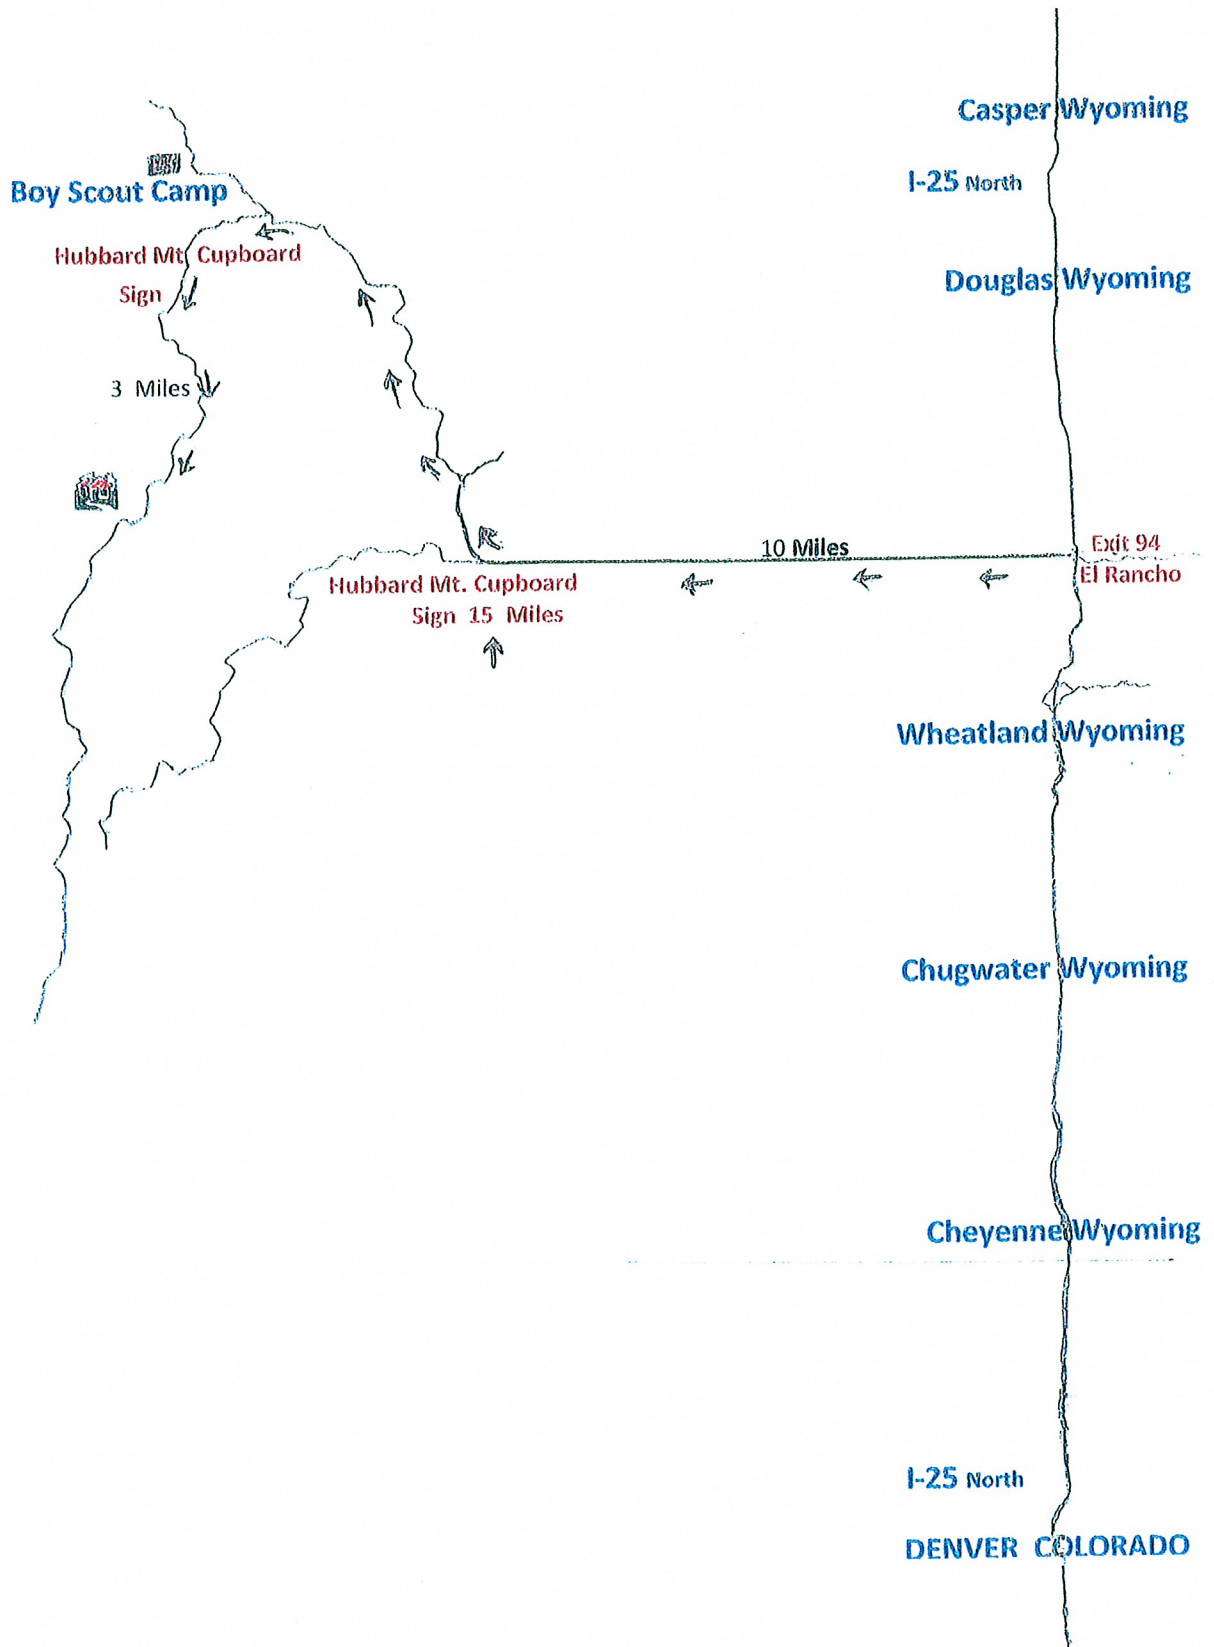 Casper Wyoming
I-25 North
Boy Scout Camp
Hubbard Mt. Cupboard
Sign
Douglas Wyoming
3 Miles
10 Miles
Exit 94
El Rancho
Hubbard Mt. Cupboard
Sign 15 Miles
Wheatland Wyoming
Chugwater Wyoming
Cheyenne Wyoming
I-25 North
DENVER COLORADO